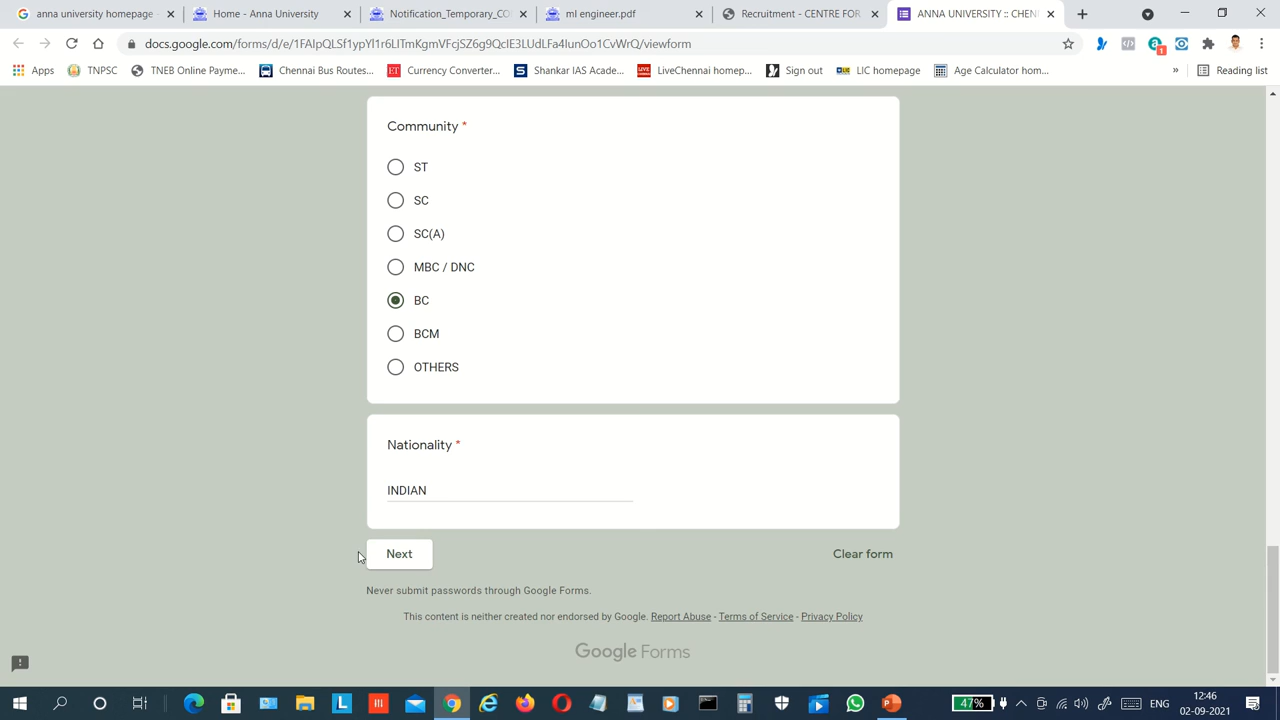 anna university homepage -
Home - Anna University
Notification_Temporary_CO
ml engineer.pdf
Recruitment - CENTRE FOR
ANNA UNIVERSITY :: CHEN
docs.google.com/forms/d/e/1FAIpQLSf1ypYl1r6LITmKgmVFcjSZ6g9QcIE3LUdLFa4lunOo1CvWrQ/viewform
Apps
TNPSC
TNEB Online Payme...
Chennai Bus Routes...
Currency Converter...
Shankar IAS Acade...
LiveChennai homep...
Sign out
LIC homepage
Age Calculator hom...
»
Reading list
Community *
ST
SC
SC(A)
MBC / DNC
BC
BCM
OTHERS
Nationality *
INDIAN
Next
Clear form
Never submit passwords through Google Forms.
This content is neither created nor endorsed by Google. Report Abuse - Terms of Service - Privacy Policy
Google Forms
47%
ENG
12:46
02-09-2021